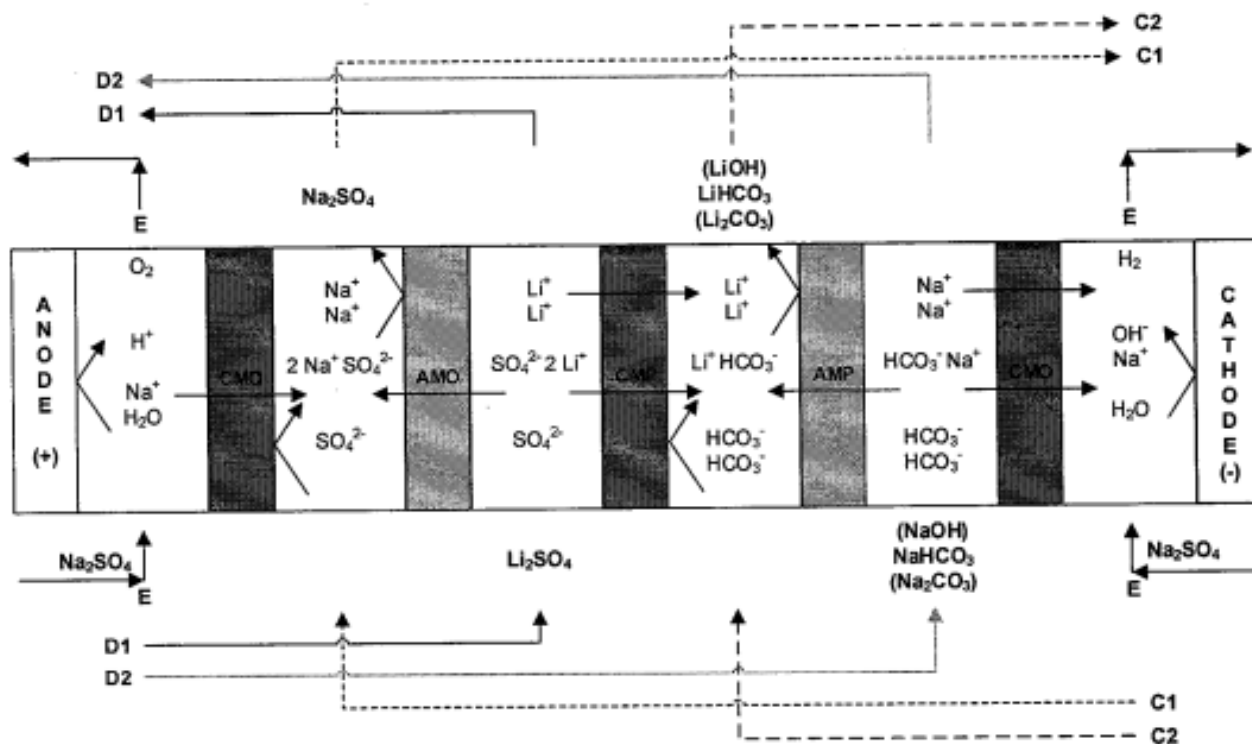 C2
C1
D2
D1
(LiOH)
LiHCO₃
(Li₂CO₃)
Na₂SO₄
E
E
ANODE (+)
O₂
H⁺
Na⁺
H₂O
CMO
Na⁺
Na⁺
2 Na⁺ SO₄²⁻
SO₄²⁻
AMO
Li⁺
Li⁺
SO₄²⁻ 2 Li⁺
SO₄²⁻
CMP
Li⁺
Li⁺
Li⁺ HCO₃⁻
HCO₃⁻
HCO₃⁻
AMP
Na⁺
Na⁺
HCO₃⁻ Na⁺
HCO₃⁻
HCO₃⁻
CMO
H₂
OH⁻
Na⁺
H₂O
CATHODE (-)
Na₂SO₄
E
Li₂SO₄
(NaOH)
NaHCO₃
(Na₂CO₃)
Na₂SO₄
E
D1
D2
C1
C2